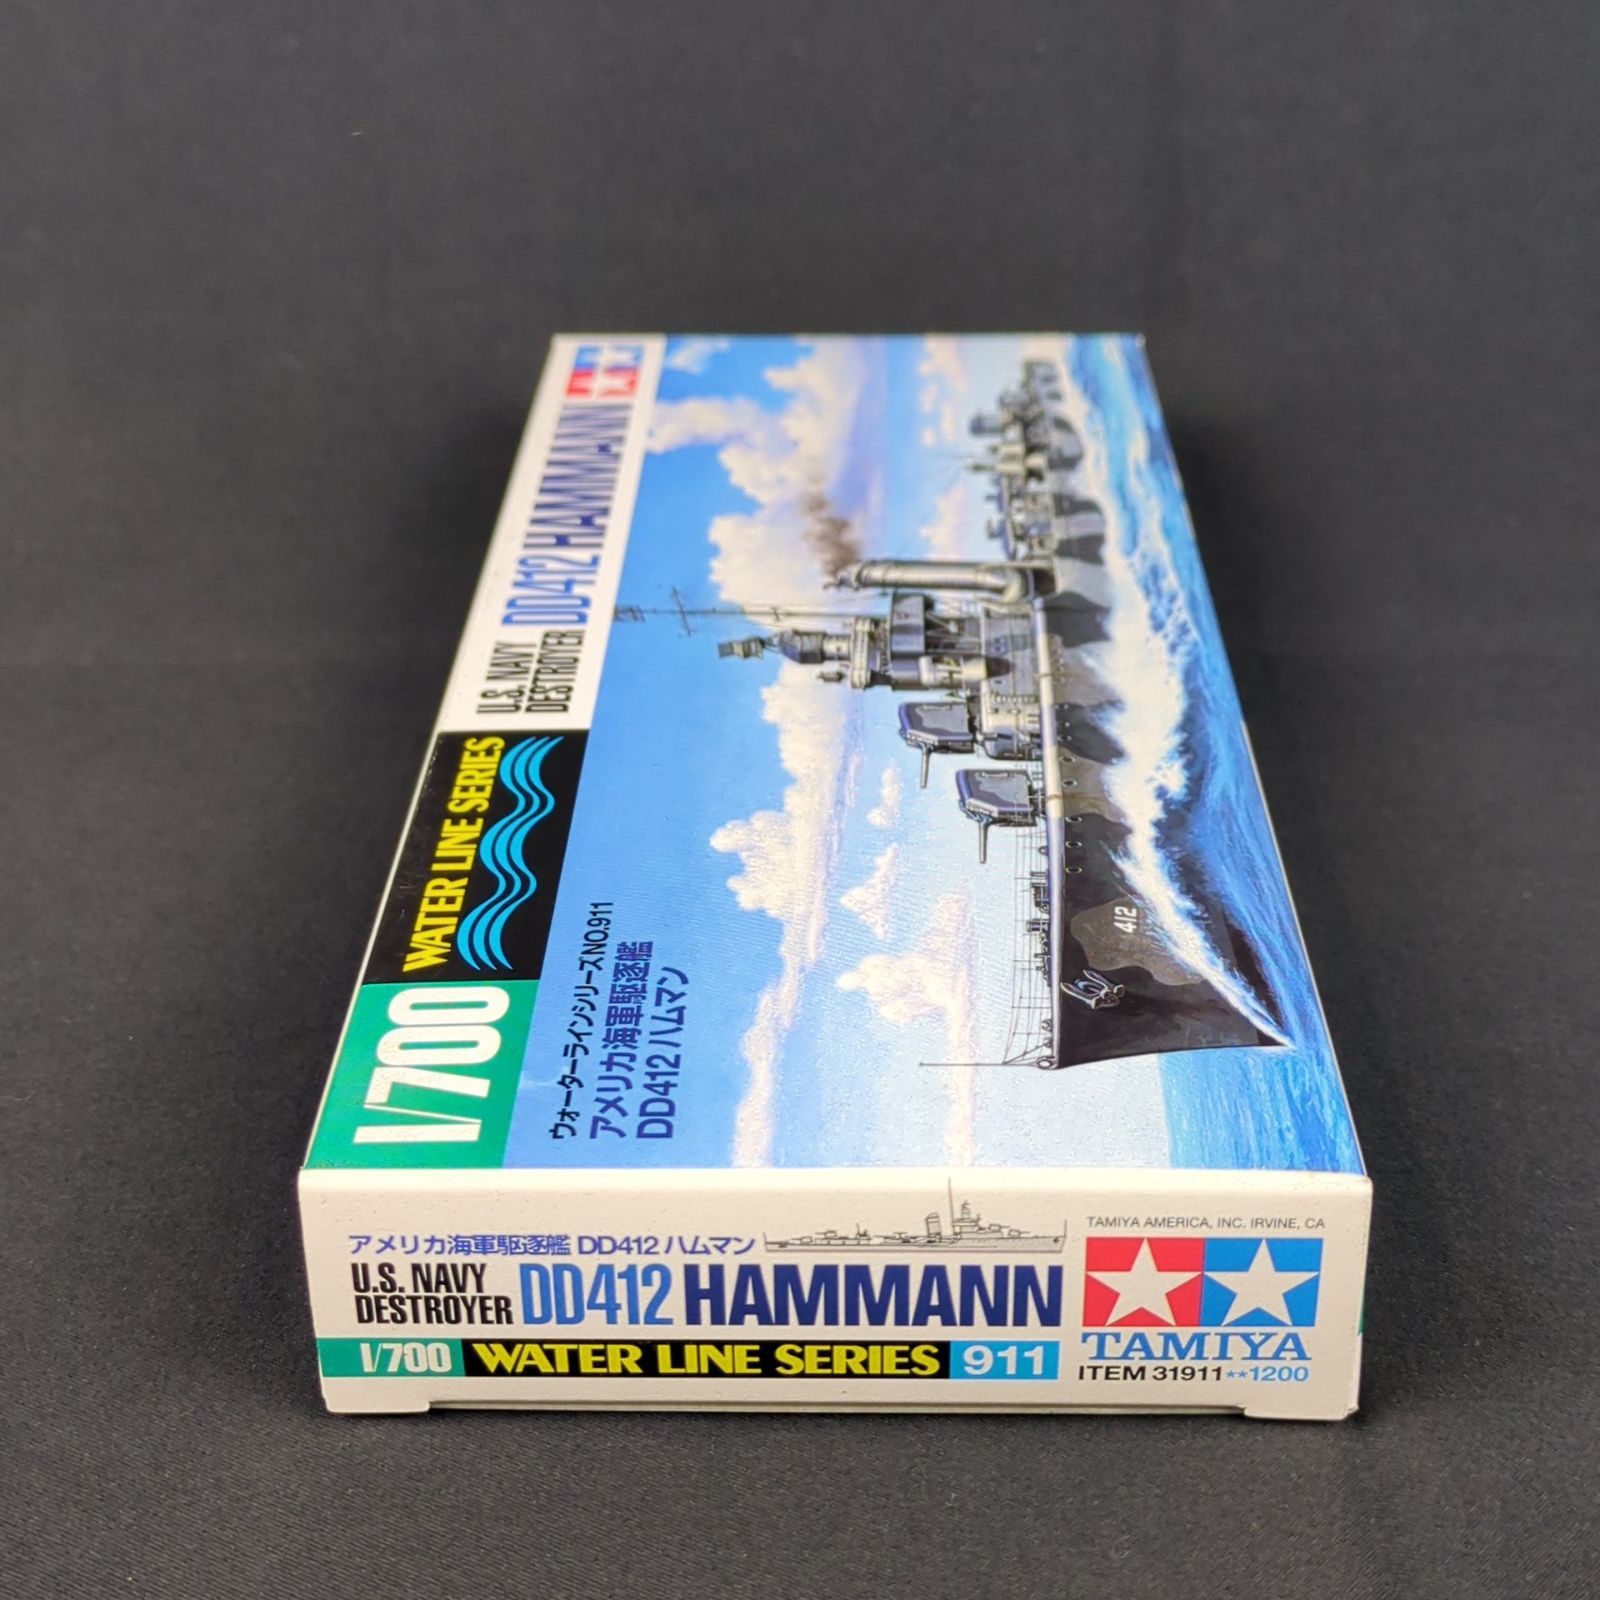 U.S. NAVY
DESTROYER DD412 HAMMANN
WATER LINE SERIES
1/700
ウォーターラインシリーズNO.911
アメリカ海軍駆逐艦
DD412 ハムマン
412
アメリカ海軍駆逐艦 DD412 ハムマン
U.S. NAVY
DESTROYER DD412 HAMMANN
1/700 WATER LINE SERIES 911
TAMIYA AMERICA, INC. IRVINE, CA
TAMIYA
ITEM 31911**1200